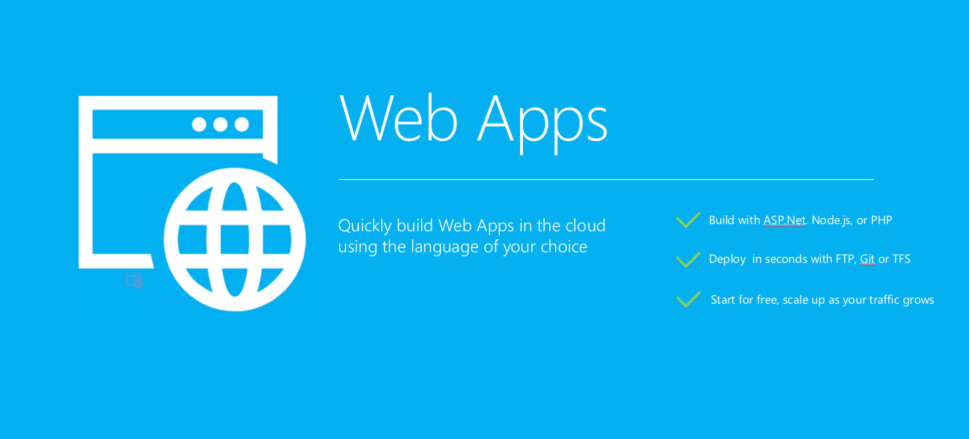 Web Apps
Quickly build Web Apps in the cloud
using the language of your choice
Build with ASP.Net. Node.js, or PHP
Deploy  in seconds with FTP, Git or TFS
Start for free, scale up as your traffic grows